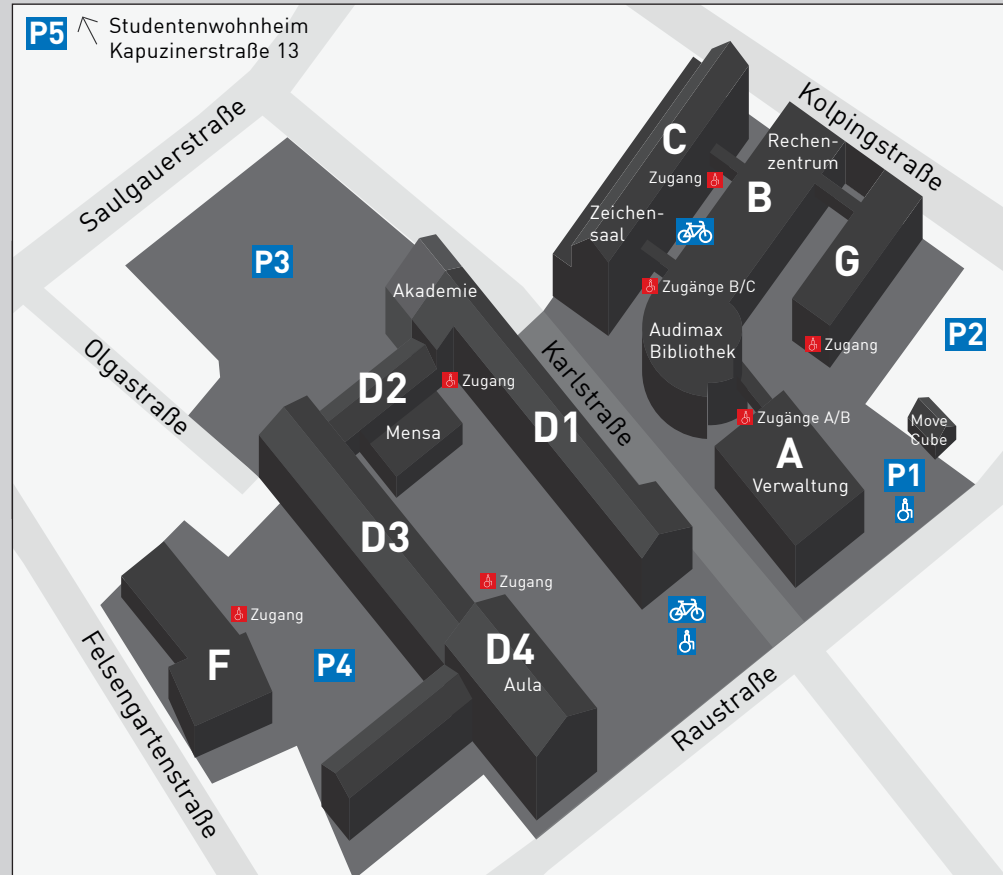 P5
Studentenwohnheim
Kapuzinerstraße 13
Saulgauerstraße
Kolpingstraße
C
Rechen-
zentrum
Zugang
B
Zeichen-
saal
P3
G
Akademie
Zugänge B/C
Audimax
Bibliothek
P2
Zugang
Olgastraße
Karlstraße
D2
Zugang
D1
Mensa
Zugänge A/B
Move
Cube
A
Verwaltung
P1
D3
Zugang
Zugang
F
P4
D4
Aula
Felsengartenstraße
Raustraße